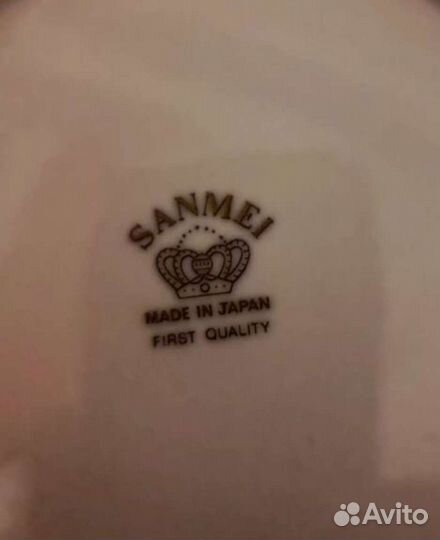 SANMEI
MADE IN JAPAN
FIRST QUALITY
Avito